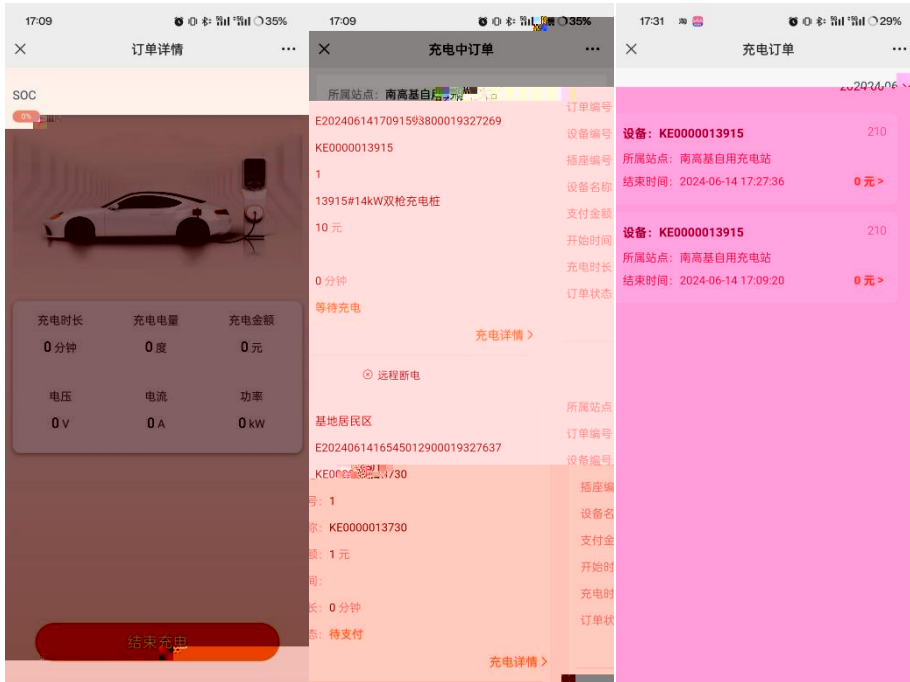 17:09
35%
订单详情
SOC
0%
充电时长
充电电量
充电金额
0 分钟
0 度
0 元
电压
电流
功率
0 V
0 A
0 kW
结束充电
17:09
35%
充电中订单
所属站点: 南高基自
订单编号
E2024061417091593800019327269
设备编号
KE0000013915
插座编号
1
设备名称
13915#14kW双枪充电桩
支付金额
10 元
开始时间
充电时长
0 分钟
订单状态
等待充电
充电详情 >
远程断电
所属站点
基地居民区
订单编号
E2024061416545012900019327637
设备编号
插座编
号: 1
设备名
称: KE0000013730
支付金
额: 1 元
开始时
间:
充电时
长: 0 分钟
订单状
态: 待支付
充电详情 >
17:31
29%
充电订单
2024-06
设备: KE0000013915
210
所属站点: 南高基自用充电站
结束时间: 2024-06-14 17:27:36
0 元 >
设备: KE0000013915
210
所属站点: 南高基自用充电站
结束时间: 2024-06-14 17:09:20
0 元 >